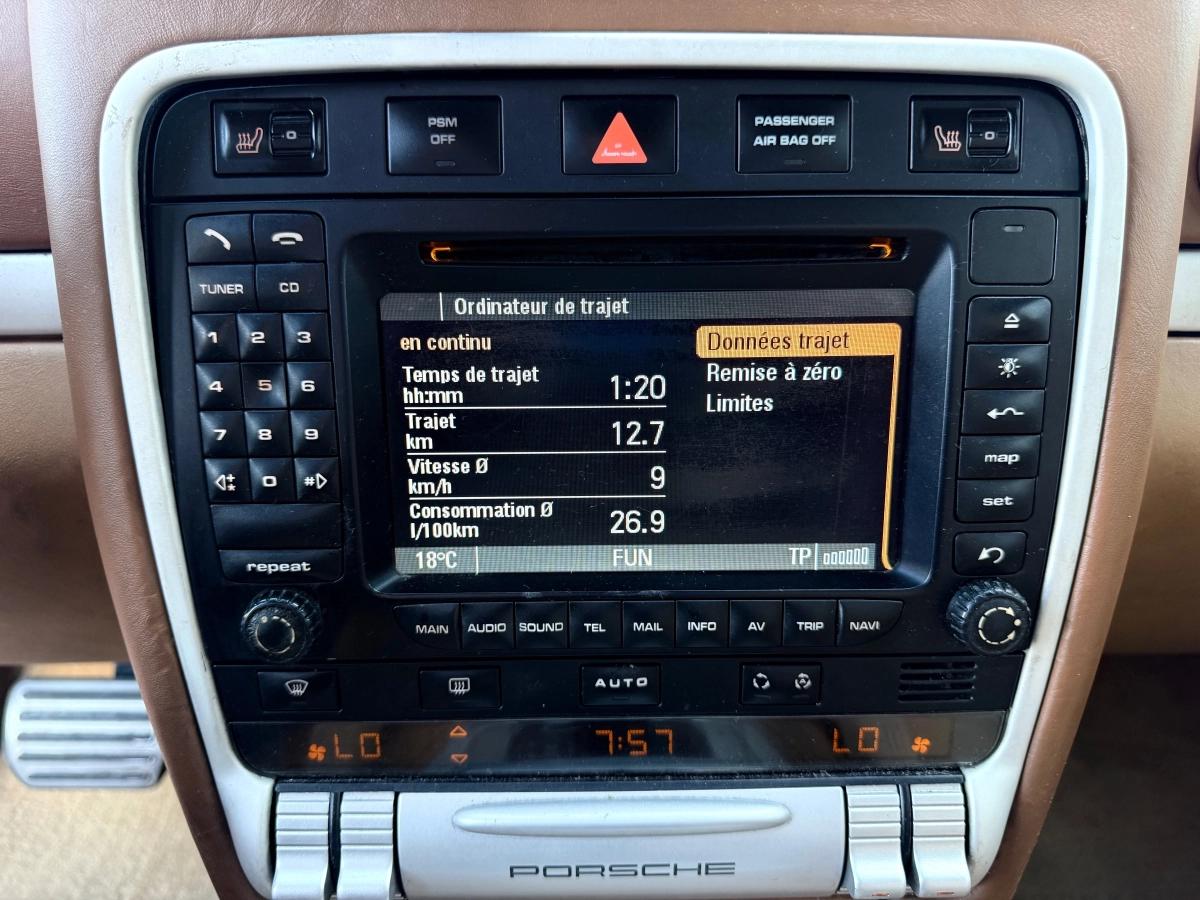 PSM
OFF
PASSENGER
AIR BAG OFF
TUNER
CD
1
2
3
4
5
6
7
8
9
*
0
#
repeat
Ordinateur de trajet
en continu
Temps de trajet
hh:mm
1:20
Trajet
km
12.7
Vitesse Ø
km/h
9
Consommation Ø
l/100km
26.9
Données trajet
Remise à zéro
Limites
18°C
FUN
TP
map
set
MAIN
AUDIO
SOUND
TEL
MAIL
INFO
AV
TRIP
NAVI
AUTO
LO
7:57
LO
PORSCHE